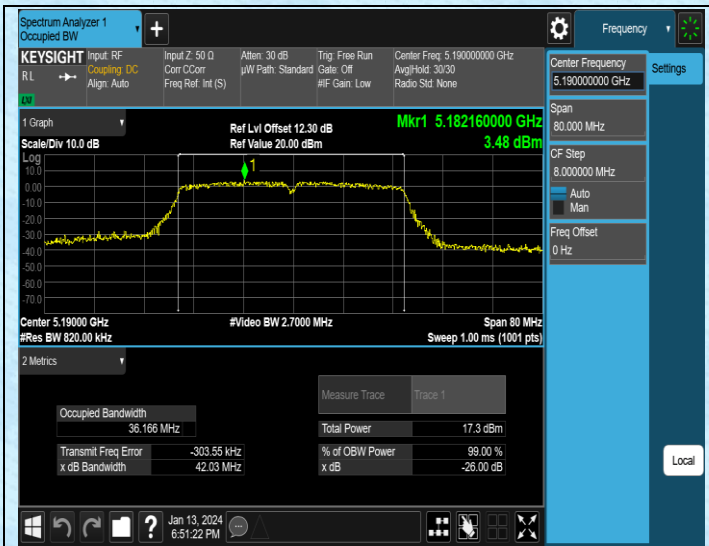 Spectrum Analyzer 1
Occupied BW
Frequency
KEYSIGHT
RL
Input: RF
Coupling: DC
Align: Auto
Input Z: 50 Ω
Corr CCorr
Freq Ref: Int (S)
Atten: 30 dB
µW Path: Standard
Trig: Free Run
Gate: Off
#IF Gain: Low
Center Freq: 5.190000000 GHz
Avg|Hold: 30/30
Radio Std: None
1 Graph
Scale/Div 10.0 dB
Ref Lvl Offset 12.30 dB
Ref Value 20.00 dBm
Mkr1 5.182160000 GHz
3.48 dBm
Log
1
10.0
0.00
-10.0
-20.0
-30.0
-40.0
-50.0
-60.0
-70.0
Center 5.19000 GHz
#Video BW 2.7000 MHz
Span 80 MHz
#Res BW 820.00 kHz
Sweep 1.00 ms (1001 pts)
2 Metrics
Measure Trace
Trace 1
Occupied Bandwidth
36.166 MHz
Total Power
17.3 dBm
Transmit Freq Error
-303.55 kHz
% of OBW Power
99.00 %
x dB Bandwidth
42.03 MHz
x dB
-26.00 dB
Center Frequency
5.190000000 GHz
Settings
Span
80.000 MHz
CF Step
8.000000 MHz
Auto
Man
Freq Offset
0 Hz
Local
?
Jan 13, 2024
6:51:22 PM